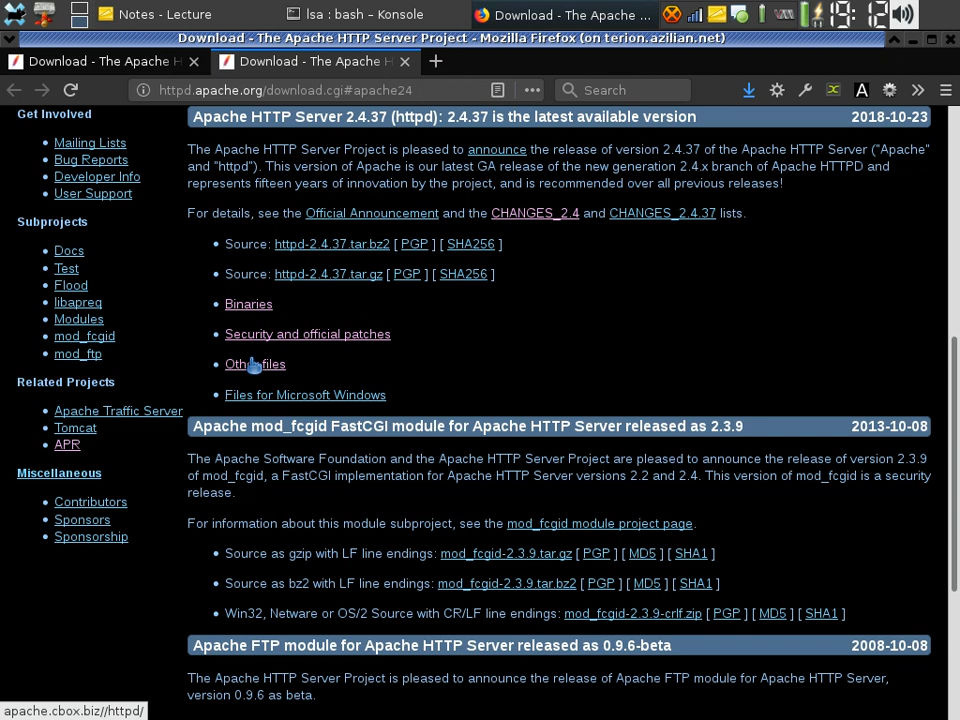 Notes - Lecture
lsa : bash – Konsole
Download - The Apache ...
Download - The Apache HTTP Server Project - Mozilla Firefox (on terion.azilian.net)
Download - The Apache H
Download - The Apache H
httpd.apache.org/download.cgi#apache24
Search
Get Involved
Mailing Lists
Bug Reports
Developer Info
User Support
Subprojects
Docs
Test
Flood
libapreq
Modules
mod_fcgid
mod_ftp
Related Projects
Apache Traffic Server
Tomcat
APR
Miscellaneous
Contributors
Sponsors
Sponsorship
Apache HTTP Server 2.4.37 (httpd): 2.4.37 is the latest available version 2018-10-23
The Apache HTTP Server Project is pleased to announce the release of version 2.4.37 of the Apache HTTP Server ("Apache"
and "httpd"). This version of Apache is our latest GA release of the new generation 2.4.x branch of Apache HTTPD and
represents fifteen years of innovation by the project, and is recommended over all previous releases!
For details, see the Official Announcement and the CHANGES_2.4 and CHANGES_2.4.37 lists.
Source: httpd-2.4.37.tar.bz2 [ PGP ] [ SHA256 ]
Source: httpd-2.4.37.tar.gz [ PGP ] [ SHA256 ]
Binaries
Security and official patches
files
Files for Microsoft Windows
Apache mod_fcgid FastCGI module for Apache HTTP Server released as 2.3.9 2013-10-08
The Apache Software Foundation and the Apache HTTP Server Project are pleased to announce the release of version 2.3.9
of mod_fcgid, a FastCGI implementation for Apache HTTP Server versions 2.2 and 2.4. This version of mod_fcgid is a security
release.
For information about this module subproject, see the mod_fcgid module project page.
Source as gzip with LF line endings: mod_fcgid-2.3.9.tar.gz [ PGP ] [ MD5 ] [ SHA1 ]
Source as bz2 with LF line endings: mod_fcgid-2.3.9.tar.bz2 [ PGP ] [ MD5 ] [ SHA1 ]
Win32, Netware or OS/2 Source with CR/LF line endings: mod_fcgid-2.3.9-crlf.zip [ PGP ] [ MD5 ] [ SHA1 ]
Apache FTP module for Apache HTTP Server released as 0.9.6-beta 2008-10-08
The Apache HTTP Server Project is pleased to announce the release of Apache FTP module for Apache HTTP Server,
version 0.9.6 as beta.
apache.cbox.biz//httpd/